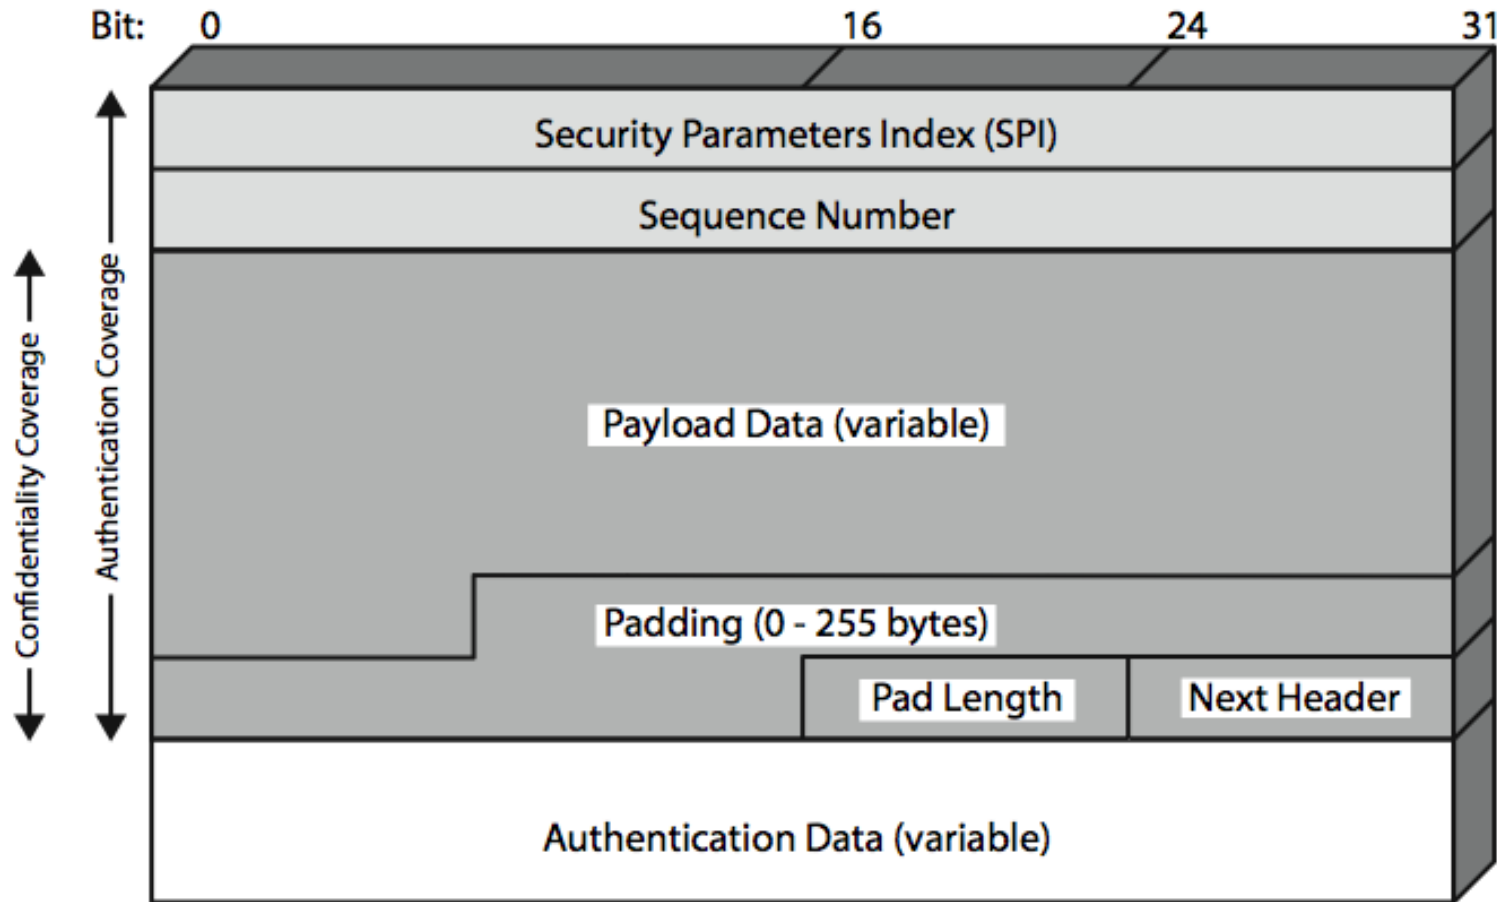 Bit: 0 16 24 31
Security Parameters Index (SPI)
Sequence Number
Confidentiality Coverage
Authentication Coverage
Payload Data (variable)
Padding (0 - 255 bytes)
Pad Length Next Header
Authentication Data (variable)